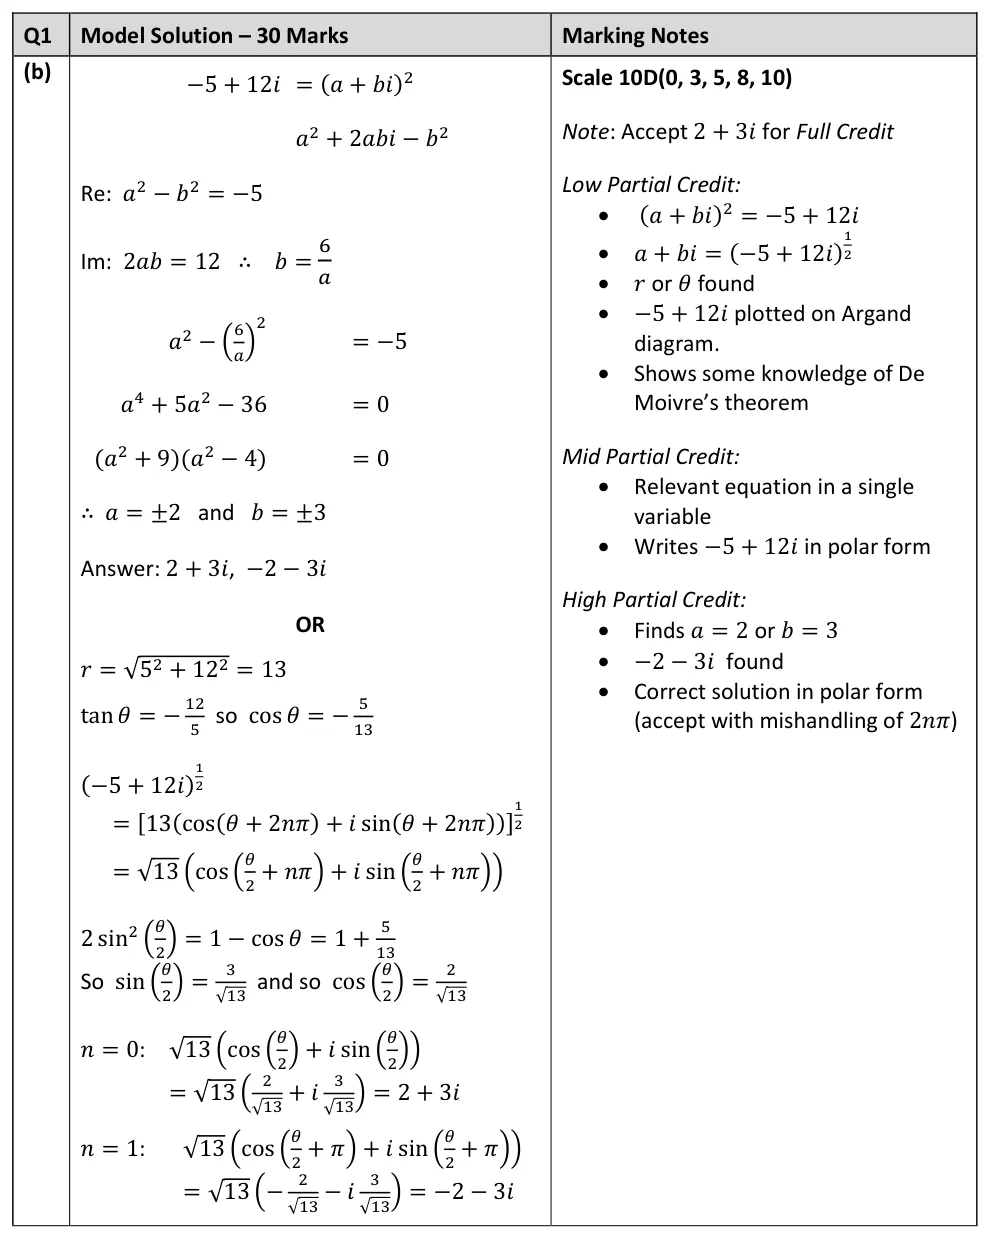 Q1 Model Solution – 30 Marks Marking Notes
(b)
−5 + 12𝑖 = (𝑎 + 𝑏𝑖)²
𝑎² + 2𝑎𝑏𝑖 − 𝑏²
Re: 𝑎² − 𝑏² = −5
Im: 2𝑎𝑏 = 12 ∴ 𝑏 = 6/𝑎
𝑎² − (6/𝑎)² = −5
𝑎⁴ + 5𝑎² − 36 = 0
(𝑎² + 9)(𝑎² − 4) = 0
∴ 𝑎 = ±2 and 𝑏 = ±3
Answer: 2 + 3𝑖, −2 − 3𝑖
OR
𝑟 = √(5² + 12²) = 13
tan 𝜃 = − 12/5 so cos 𝜃 = − 5/13
(−5 + 12𝑖)^(1/2)
= [13(cos(𝜃 + 2𝑛𝜋) + 𝑖 sin(𝜃 + 2𝑛𝜋))]^(1/2)
= √13 (cos (𝜃/2 + 𝑛𝜋) + 𝑖 sin (𝜃/2 + 𝑛𝜋))
2 sin² (𝜃/2) = 1 − cos 𝜃 = 1 + 5/13
So sin (𝜃/2) = 3/√13 and so cos (𝜃/2) = 2/√13
𝑛 = 0: √13 (cos (𝜃/2) + 𝑖 sin (𝜃/2))
= √13 (2/√13 + 𝑖 3/√13) = 2 + 3𝑖
𝑛 = 1: √13 (cos (𝜃/2 + 𝜋) + 𝑖 sin (𝜃/2 + 𝜋))
= √13 (− 2/√13 − 𝑖 3/√13) = −2 − 3𝑖
Scale 10D(0, 3, 5, 8, 10)
Note: Accept 2 + 3𝑖 for Full Credit
Low Partial Credit:
• (𝑎 + 𝑏𝑖)² = −5 + 12𝑖
• 𝑎 + 𝑏𝑖 = (−5 + 12𝑖)^(1/2)
• 𝑟 or 𝜃 found
• −5 + 12𝑖 plotted on Argand
diagram.
• Shows some knowledge of De
Moivre’s theorem
Mid Partial Credit:
• Relevant equation in a single
variable
• Writes −5 + 12𝑖 in polar form
High Partial Credit:
• Finds 𝑎 = 2 or 𝑏 = 3
• −2 − 3𝑖 found
• Correct solution in polar form
(accept with mishandling of 2𝑛𝜋)